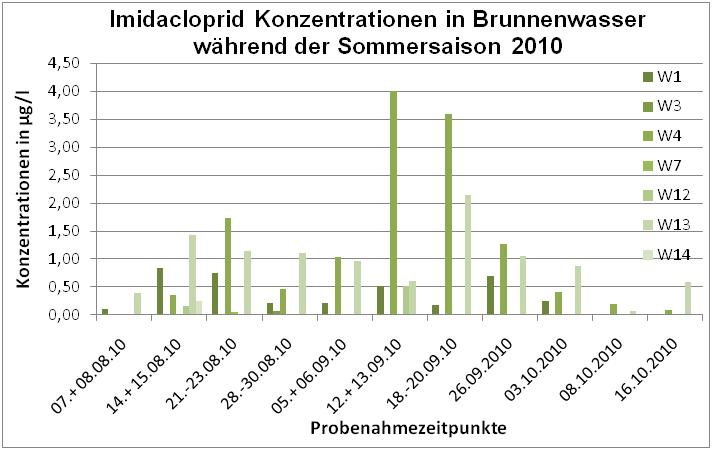 Imidacloprid Konzentrationen in Brunnenwasser
während der Sommersaison 2010
Konzentrationen in µg/l
4,50
4,00
3,50
3,00
2,50
2,00
1,50
1,00
0,50
0,00
W1
W3
W4
W7
W12
W13
W14
07.+08.08.10
14.+15.08.10
21.-23.08.10
28.-30.08.10
05.+06.09.10
12.+13.09.10
18.-20.09.10
26.09.2010
03.10.2010
08.10.2010
16.10.2010
Probenahmezeitpunkte